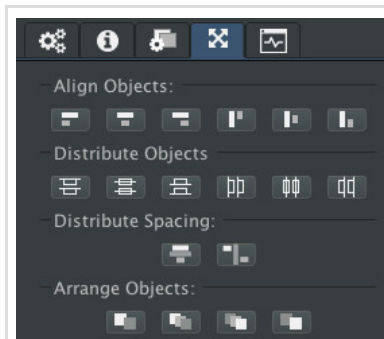 Align Objects:
Distribute Objects
Distribute Spacing:
Arrange Objects: